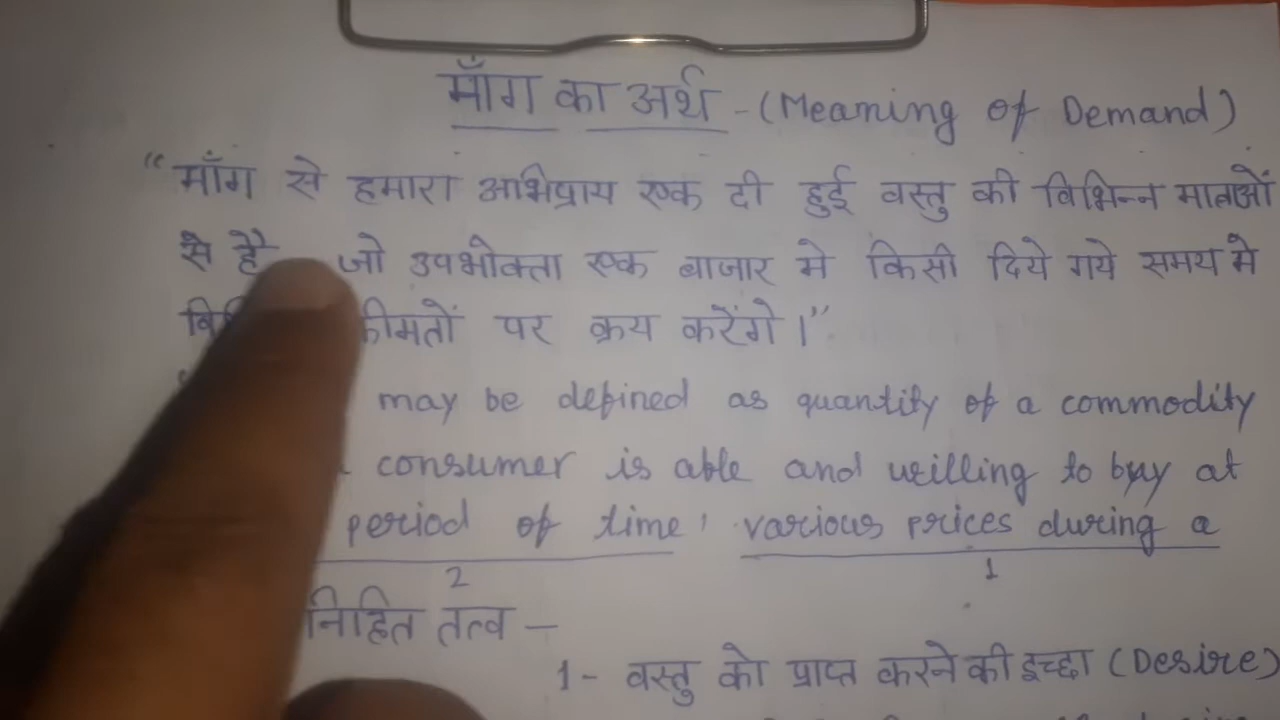 माँग का अर्थ - (Meaning of Demand)
“माँग से हमारा अभिप्राय एक दी हुई वस्तु की विभिन्न मात्राओं
से है जो उपभोक्ता एक बाजार मे किसी दिये गये समय मे
कीमतों पर क्रय करेंगे ।”
may be defined as quantity of a commodity
consumer is able and willing to buy at
period of time, various prices during a
2 1
निहित तत्व —
1- वस्तु को प्राप्त करने की इच्छा (Desire)